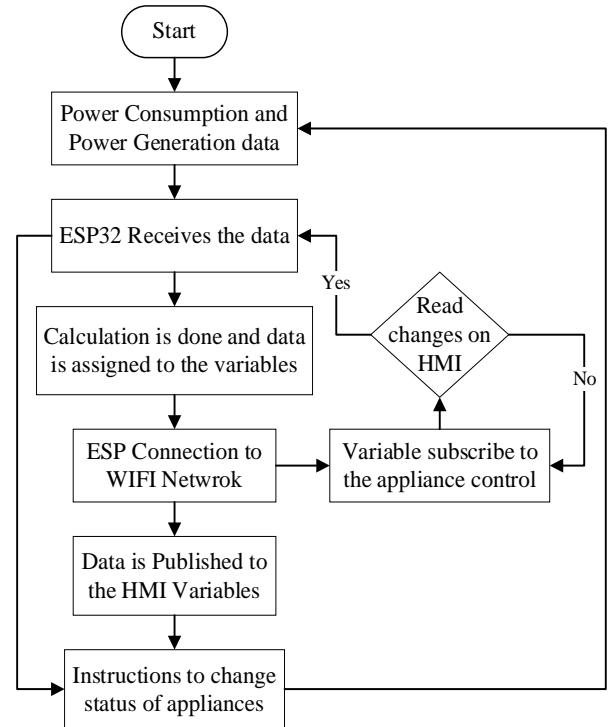 Start
Power Consumption and
Power Generation data
ESP32 Receives the data
Yes
Read
changes on
HMI
Calculation is done and data
is assigned to the variables
No
ESP Connection to
WIFI Netwrok
Variable subscribe to
the appliance control
Data is Published to
the HMI Variables
Instructions to change
status of appliances